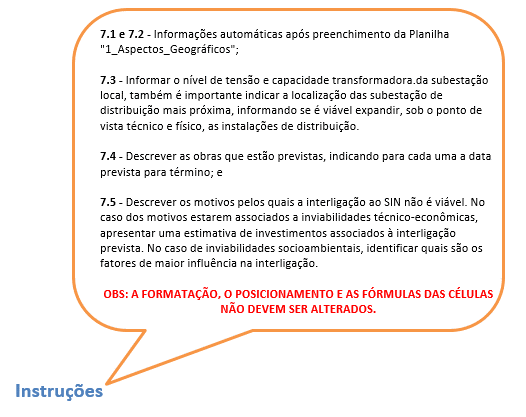 7.1 e 7.2 - Informações automáticas após preenchimento da Planilha
"1_Aspectos_Geográficos";
7.3 - Informar o nível de tensão e capacidade transformadora.da subestação
local, também é importante indicar a localização das subestação de
distribuição mais próxima, informando se é viável expandir, sob o ponto de
vista técnico e físico, as instalações de distribuição.
7.4 - Descrever as obras que estão previstas, indicando para cada uma a data
prevista para término; e
7.5 - Descrever os motivos pelos quais a interligação ao SIN não é viável. No
caso dos motivos estarem associados a inviabilidades técnico-econômicas,
apresentar uma estimativa de investimentos associados à interligação
prevista. No caso de inviabilidades socioambientais, identificar quais são os
fatores de maior influência na interligação.
OBS: A FORMATAÇÃO, O POSICIONAMENTO E AS FÓRMULAS DAS CÉLULAS
NÃO DEVEM SER ALTERADOS.
Instruções